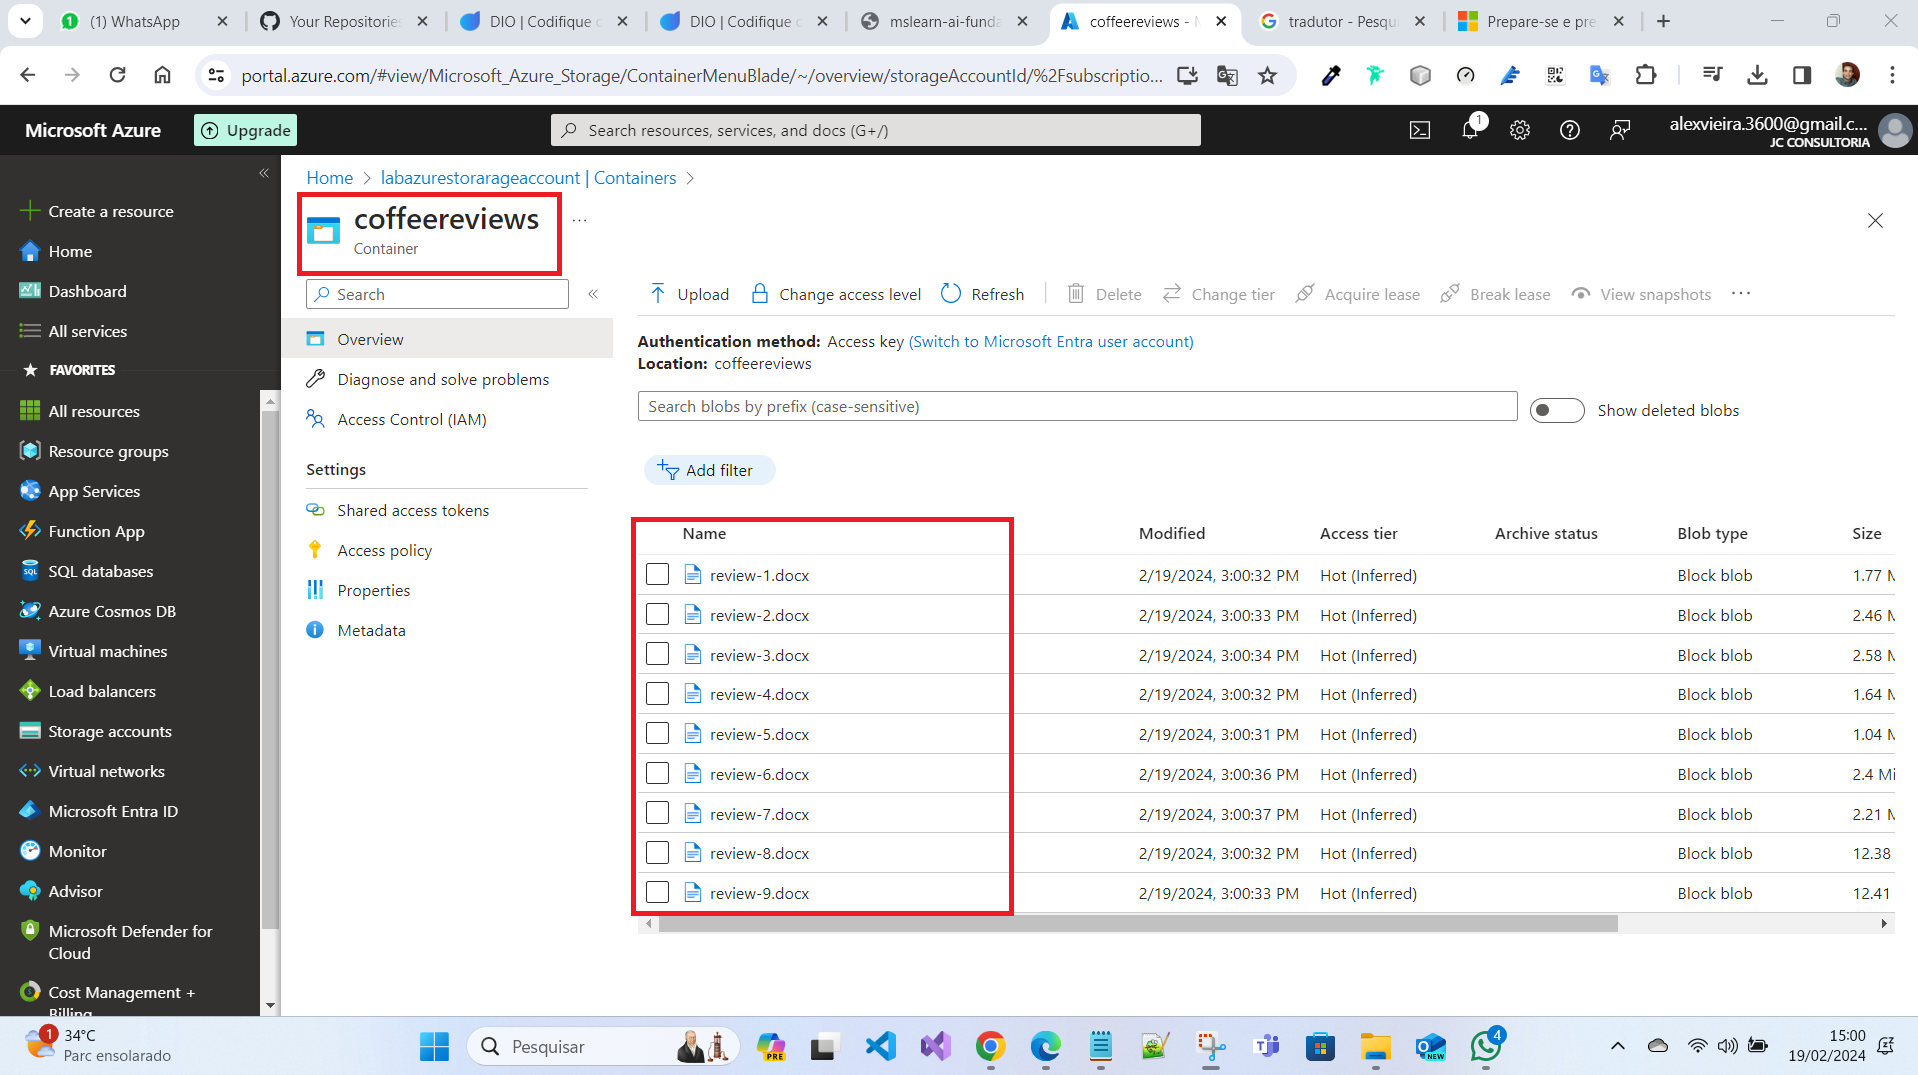 (1) WhatsApp
Your Repositories
DIO | Codifique
DIO | Codifique
mslearn-ai-funda
coffeereviews -
tradutor - Pesqu
Prepare-se e pre
portal.azure.com/#view/Microsoft_Azure_Storage/ContainerMenuBlade/~/overview/storageAccountId/%2Fsubscriptio...
Microsoft Azure
Upgrade
Search resources, services, and docs (G+/)
1
alexvieira.3600@gmail.c...
JC CONSULTORIA
Create a resource
Home
Dashboard
All services
FAVORITES
All resources
Resource groups
App Services
Function App
SQL databases
Azure Cosmos DB
Virtual machines
Load balancers
Storage accounts
Virtual networks
Microsoft Entra ID
Monitor
Advisor
Microsoft Defender for
Cloud
Cost Management +
Billing
Home > labazurestorarageaccount | Containers >
coffeereviews ...
Container
Search
Overview
Diagnose and solve problems
Access Control (IAM)
Settings
Shared access tokens
Access policy
Properties
Metadata
Upload Change access level Refresh Delete Change tier Acquire lease Break lease View snapshots ...
Authentication method: Access key (Switch to Microsoft Entra user account)
Location: coffeereviews
Search blobs by prefix (case-sensitive)
Show deleted blobs
Add filter
Name Modified Access tier Archive status Blob type Size
review-1.docx 2/19/2024, 3:00:32 PM Hot (Inferred) Block blob 1.77 M
review-2.docx 2/19/2024, 3:00:33 PM Hot (Inferred) Block blob 2.46 M
review-3.docx 2/19/2024, 3:00:34 PM Hot (Inferred) Block blob 2.58 M
review-4.docx 2/19/2024, 3:00:32 PM Hot (Inferred) Block blob 1.64 M
review-5.docx 2/19/2024, 3:00:31 PM Hot (Inferred) Block blob 1.04 M
review-6.docx 2/19/2024, 3:00:36 PM Hot (Inferred) Block blob 2.4 Mi
review-7.docx 2/19/2024, 3:00:37 PM Hot (Inferred) Block blob 2.21 M
review-8.docx 2/19/2024, 3:00:32 PM Hot (Inferred) Block blob 12.38
review-9.docx 2/19/2024, 3:00:33 PM Hot (Inferred) Block blob 12.41
1
34°C
Parc ensolarado
Pesquisar
PRE
NEW
4
15:00
19/02/2024